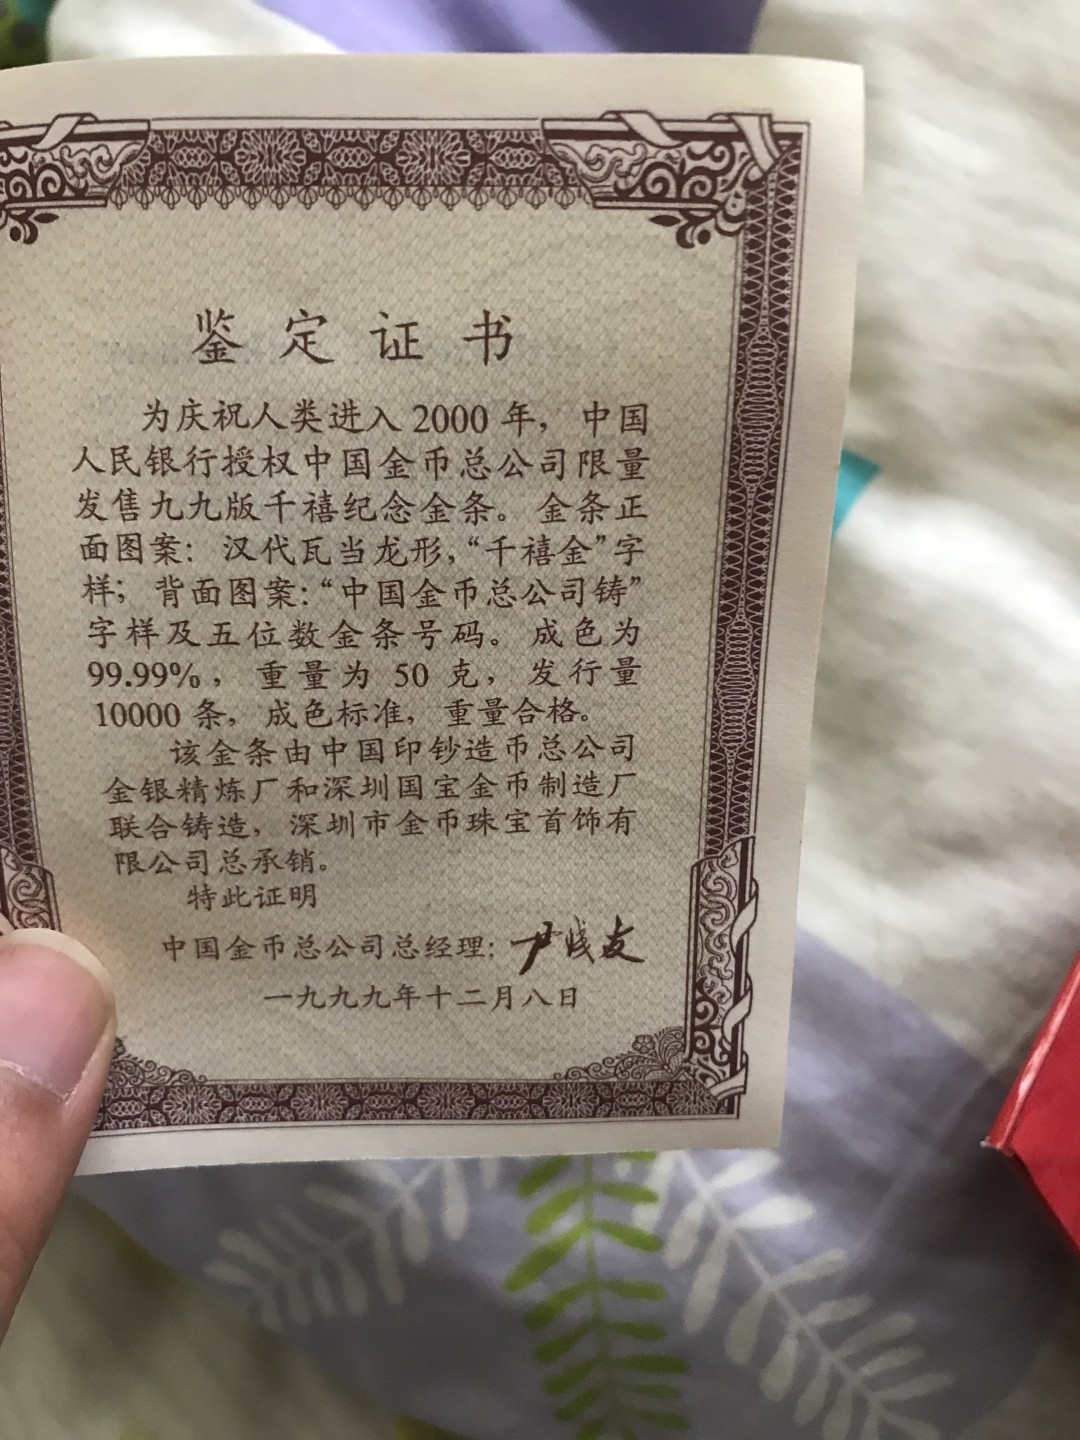 鉴定证书
为庆祝人类进入2000年，中国
人民银行授权中国金币总公司限量
发售九九版千禧纪念金条。金条正
面图案：汉代瓦当龙形，“千禧金”字
样；背面图案：“中国金币总公司铸”
字样及五位数金条号码。成色为
99.99%，重量为50克，发行量
10000条，成色标准，重量合格。
该金条由中国印钞造币总公司
金银精炼厂和深圳国宝金币制造厂
联合铸造，深圳市金币珠宝首饰有
限公司总承销。
特此证明
中国金币总公司总经理：
一九九九年十二月八日